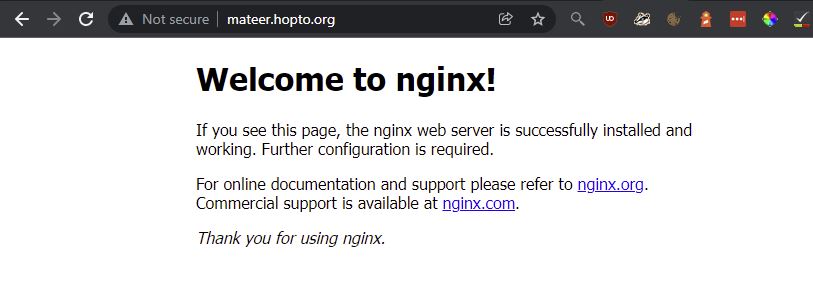 Not secure | mateer.hopto.org
Welcome to nginx!
If you see this page, the nginx web server is successfully installed and
working. Further configuration is required.
For online documentation and support please refer to nginx.org.
Commercial support is available at nginx.com.
Thank you for using nginx.